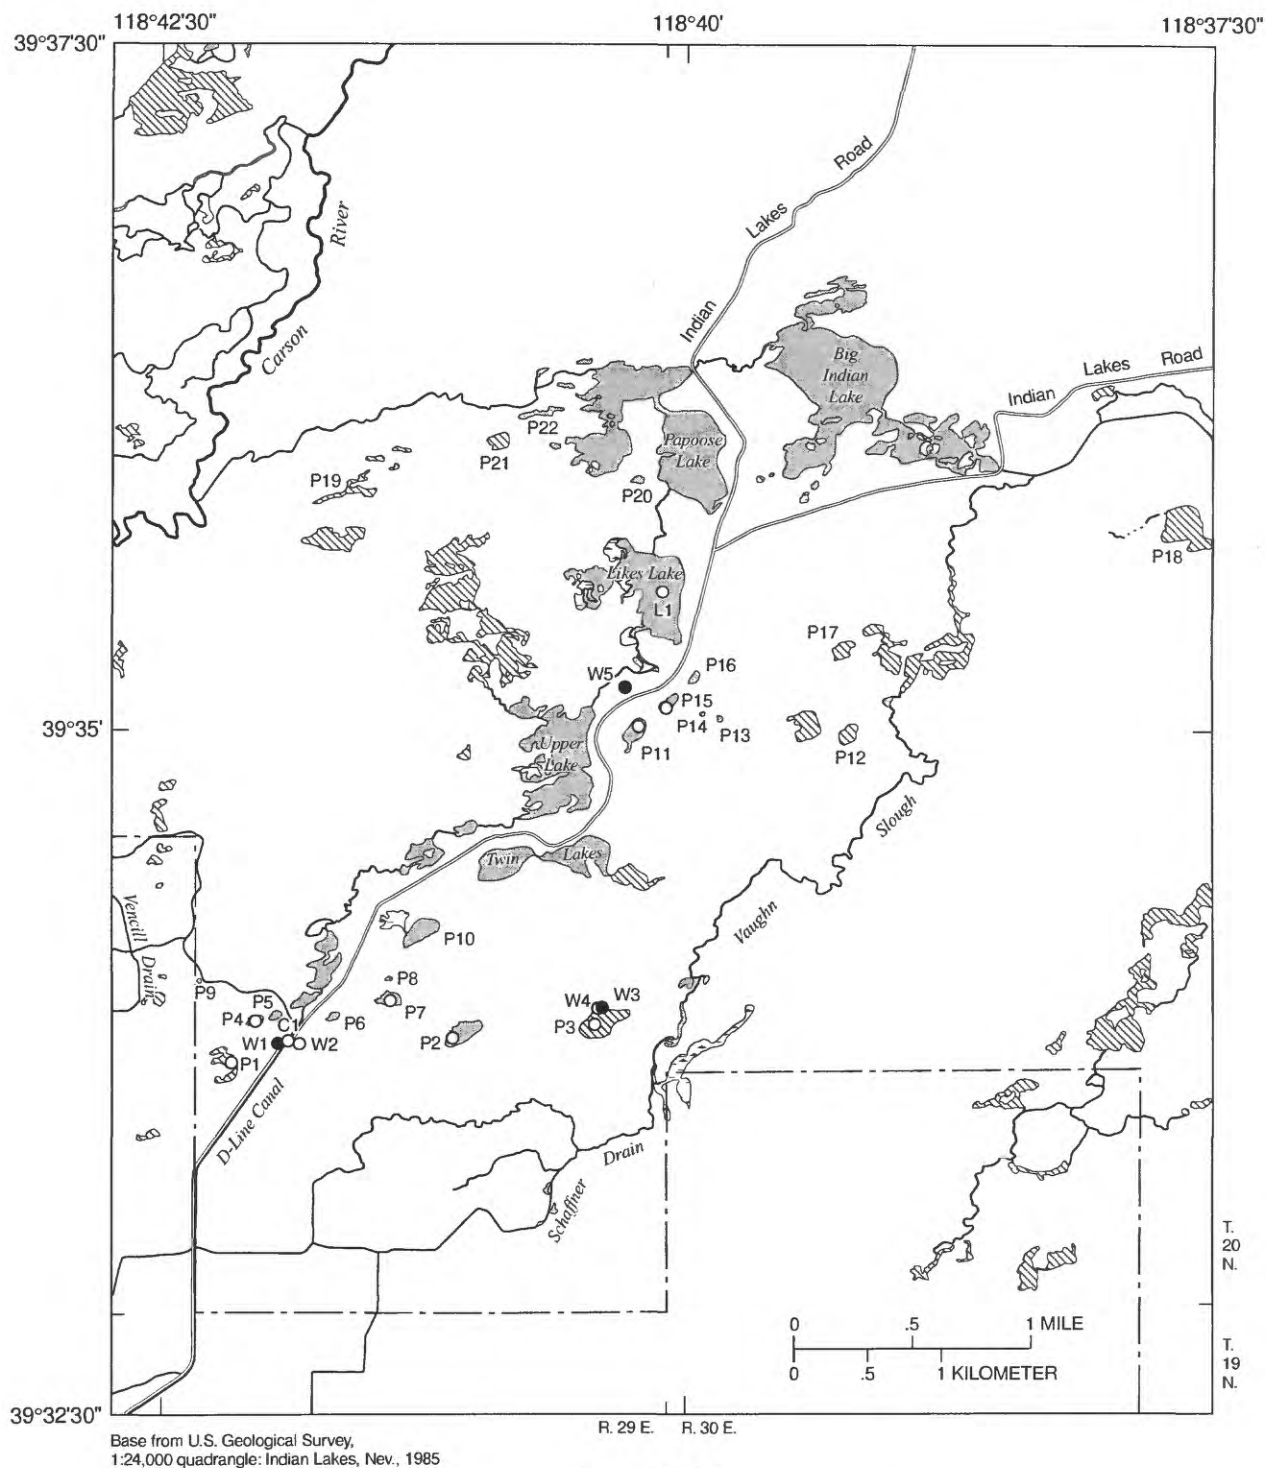 118°42'30"
118°40'
118°37'30"
39°37'30"
Carson River
Indian Lakes Road
Big
Indian
Lake
Indian Lakes Road
P22
P21
P19
Papoose
Lake
P20
P18
Likes Lake
L1
P17
P16
W5
P15
P14
P13
P11
P12
39°35'
Upper
Lake
Slough
Twin Lakes
Vencill
Drain
Vaughn
P10
P9
P8
P7
P5
P4
C1
P6
W4
W3
P3
P2
W1
W2
P1
D-Line Canal
Drain
Schaffner
T.
20
N.
0 .5 1 MILE
0 .5 1 KILOMETER
T.
19
N.
39°32'30"
R. 29 E. R. 30 E.
Base from U.S. Geological Survey,
1:24,000 quadrangle: Indian Lakes, Nev., 1985